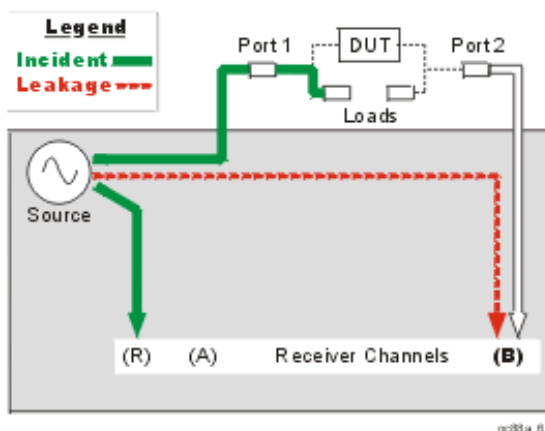 Legend
Incident
Leakage
Port 1
DUT
Port 2
Loads
Source
(R) (A) Receiver Channels (B)